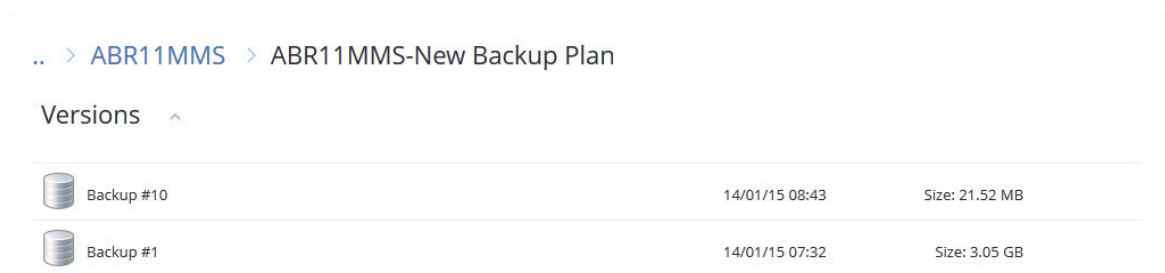 .. > ABR11MMS > ABR11MMS-New Backup Plan
Versions
Backup #10 14/01/15 08:43 Size: 21.52 MB
Backup #1 14/01/15 07:32 Size: 3.05 GB